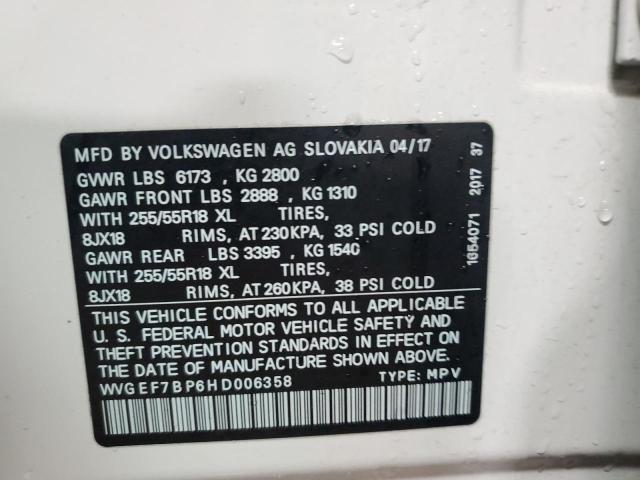 MFD BY VOLKSWAGEN AG SLOVAKIA 04/17
GVWR LBS 6173 , KG 2800
GAWR FRONT LBS 2888 , KG 1310
WITH 255/55R18 XL TIRES,
8JX18 RIMS, AT 230KPA, 33 PSI COLD
GAWR REAR LBS 3395 , KG 1540
WITH 255/55R18 XL TIRES,
8JX18 RIMS, AT 260KPA, 38 PSI COLD
THIS VEHICLE CONFORMS TO ALL APPLICABLE
U. S. FEDERAL MOTOR VEHICLE SAFETY AND
THEFT PREVENTION STANDARDS IN EFFECT ON
THE DATE OF MANUFACTURE SHOWN ABOVE.
WVGEF7BP6HD006358 TYPE: MPV
1654071 2017 37